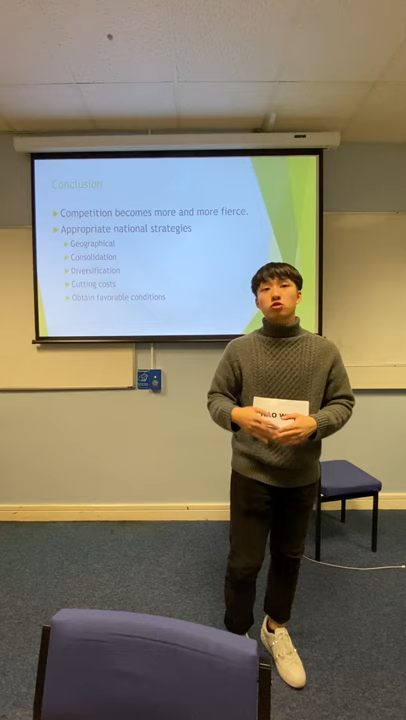 Conclusion
Competition becomes more and more fierce.
Appropriate national strategies
Geographical
Consolidation
Diversification
Cutting costs
Obtain favorable conditions